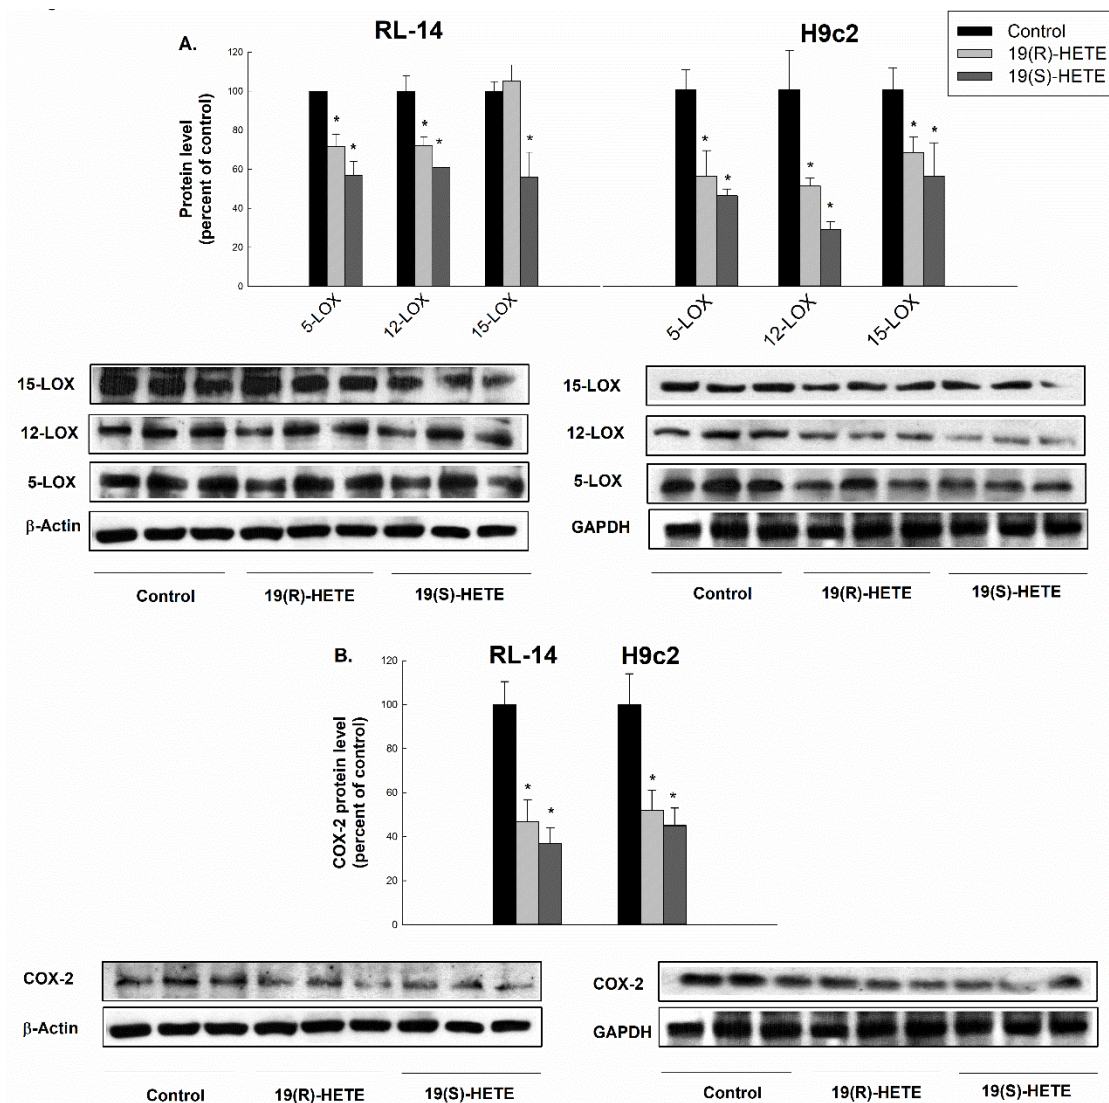 A.
RL-14
H9c2
Control
19(R)-HETE
19(S)-HETE
Protein level
(percent of control)
120
100
80
60
40
20
0
* * * * *
* * * * * *
5-LOX
12-LOX
15-LOX
5-LOX
12-LOX
15-LOX
15-LOX
12-LOX
5-LOX
β-Actin
Control
19(R)-HETE
19(S)-HETE
15-LOX
12-LOX
5-LOX
GAPDH
Control
19(R)-HETE
19(S)-HETE
B.
RL-14
H9c2
COX-2 protein level
(percent of control)
120
100
80
60
40
20
0
* *
* *
COX-2
β-Actin
Control
19(R)-HETE
19(S)-HETE
COX-2
GAPDH
Control
19(R)-HETE
19(S)-HETE